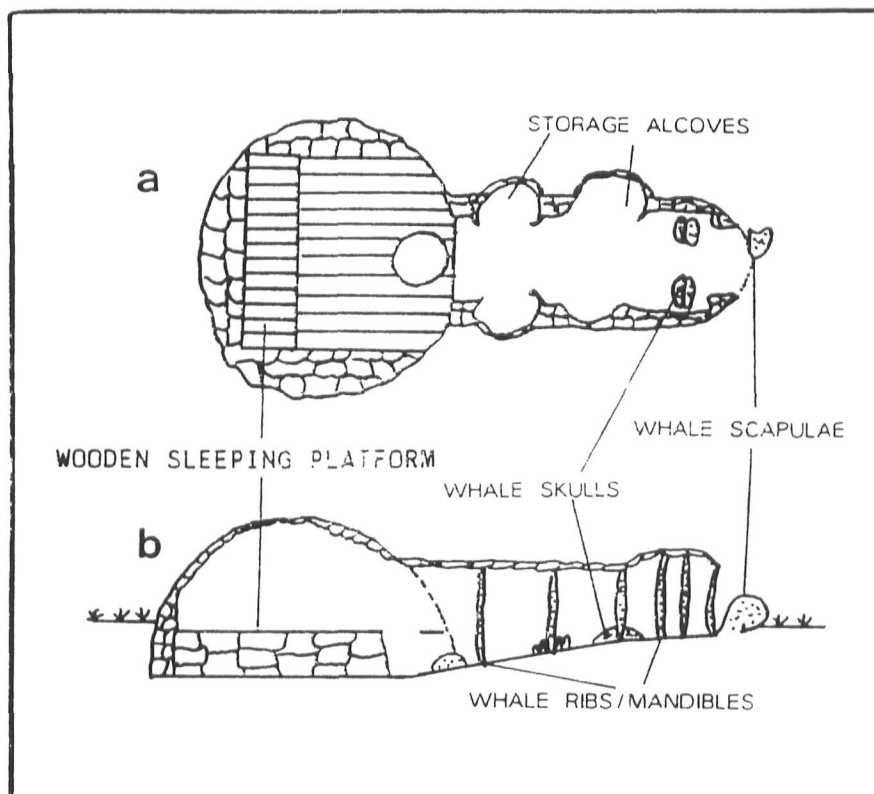 STORAGE ALCOVES
a
WHALE SCAPULAE
WOODEN SLEEPING PLATFORM
WHALE SKULLS
b
WHALE RIBS/MANDIBLES